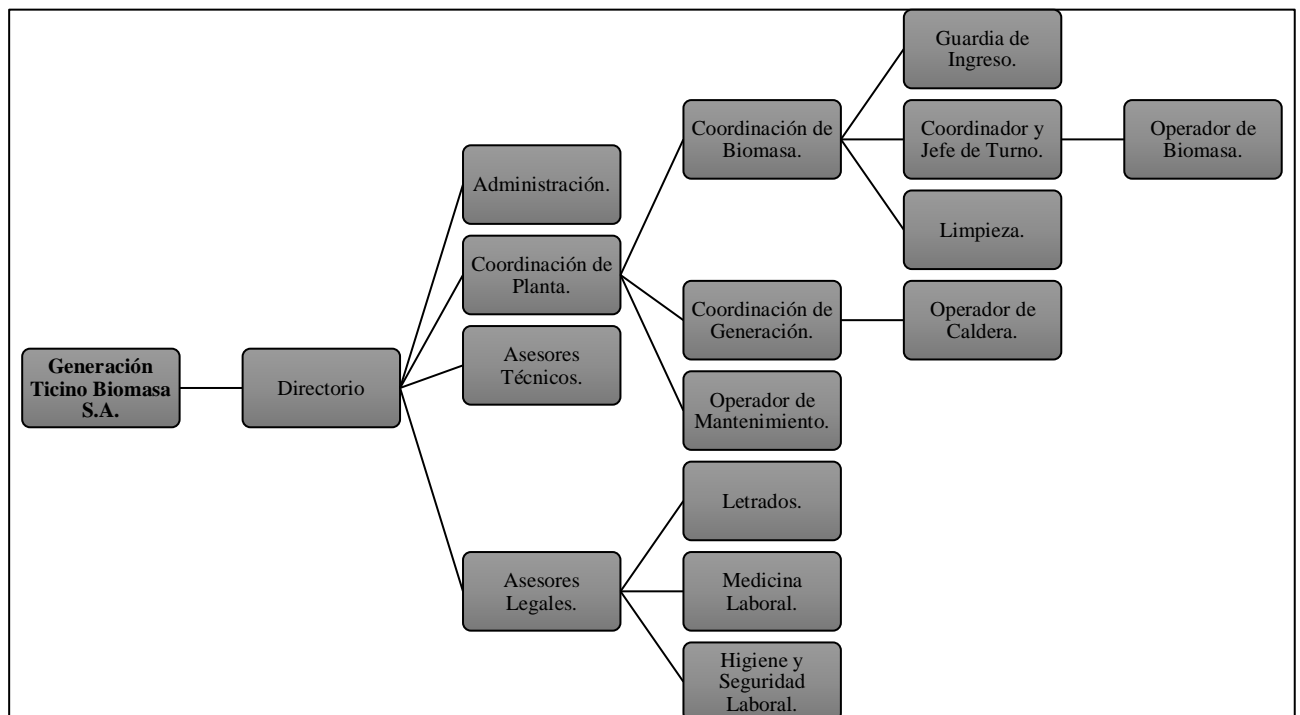 Generación
Ticino Biomasa
S.A.
Directorio
Administración.
Coordinación de
Planta.
Asesores
Técnicos.
Asesores
Legales.
Coordinación de
Biomasa.
Coordinación de
Generación.
Operador de
Mantenimiento.
Letrados.
Medicina
Laboral.
Higiene y
Seguridad
Laboral.
Guardia de
Ingreso.
Coordinador y
Jefe de Turno.
Limpieza.
Operador de
Caldera.
Operador de
Biomasa.